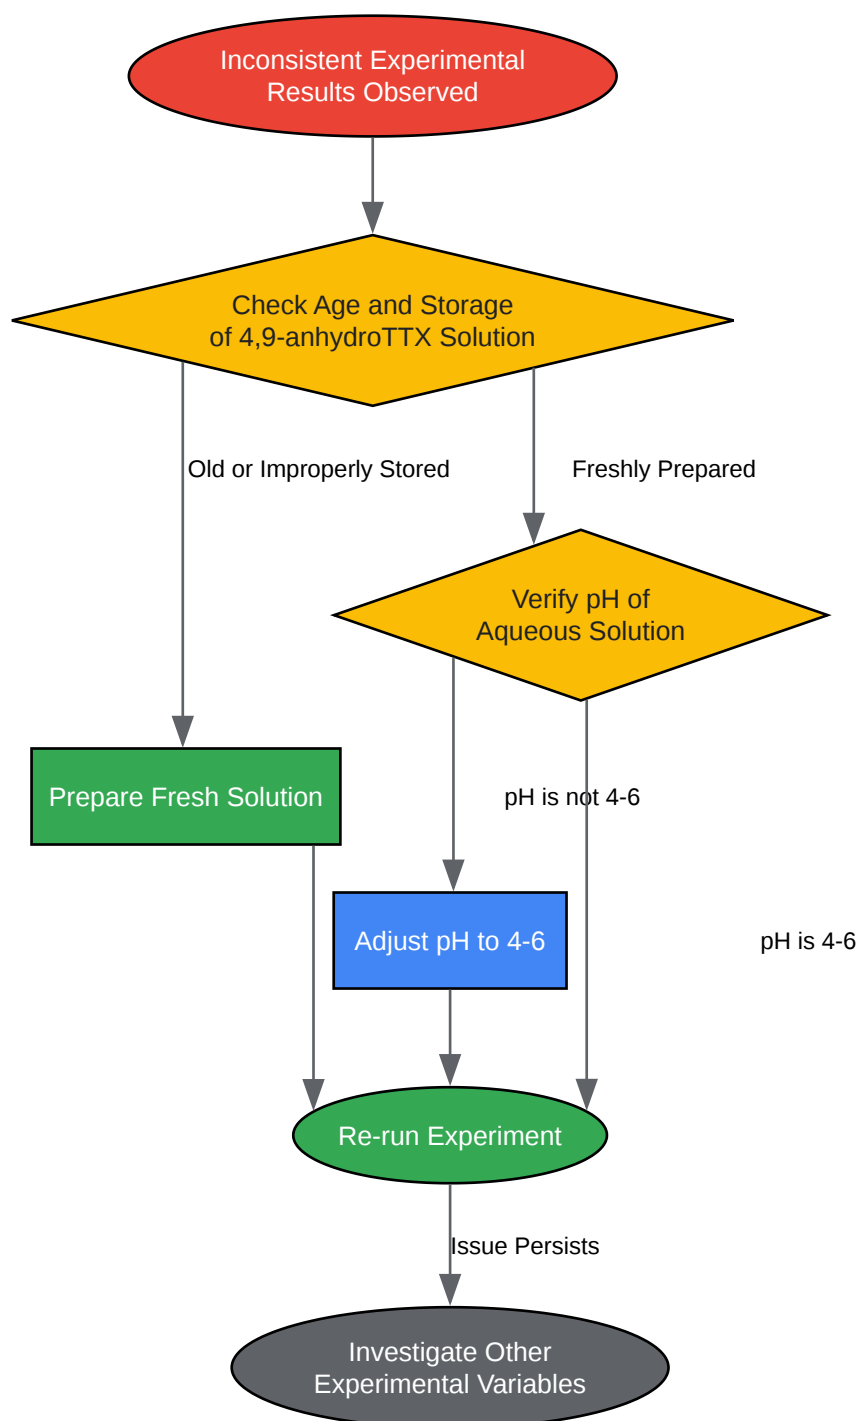 Inconsistent Experimental
Results Observed
Check Age and Storage
of 4,9-anhydroTTX Solution
Old or Improperly Stored
Freshly Prepared
Verify pH of
Aqueous Solution
Prepare Fresh Solution
pH is not 4-6
Adjust pH to 4-6
pH is 4-6
Re-run Experiment
Issue Persists
Investigate Other
Experimental Variables